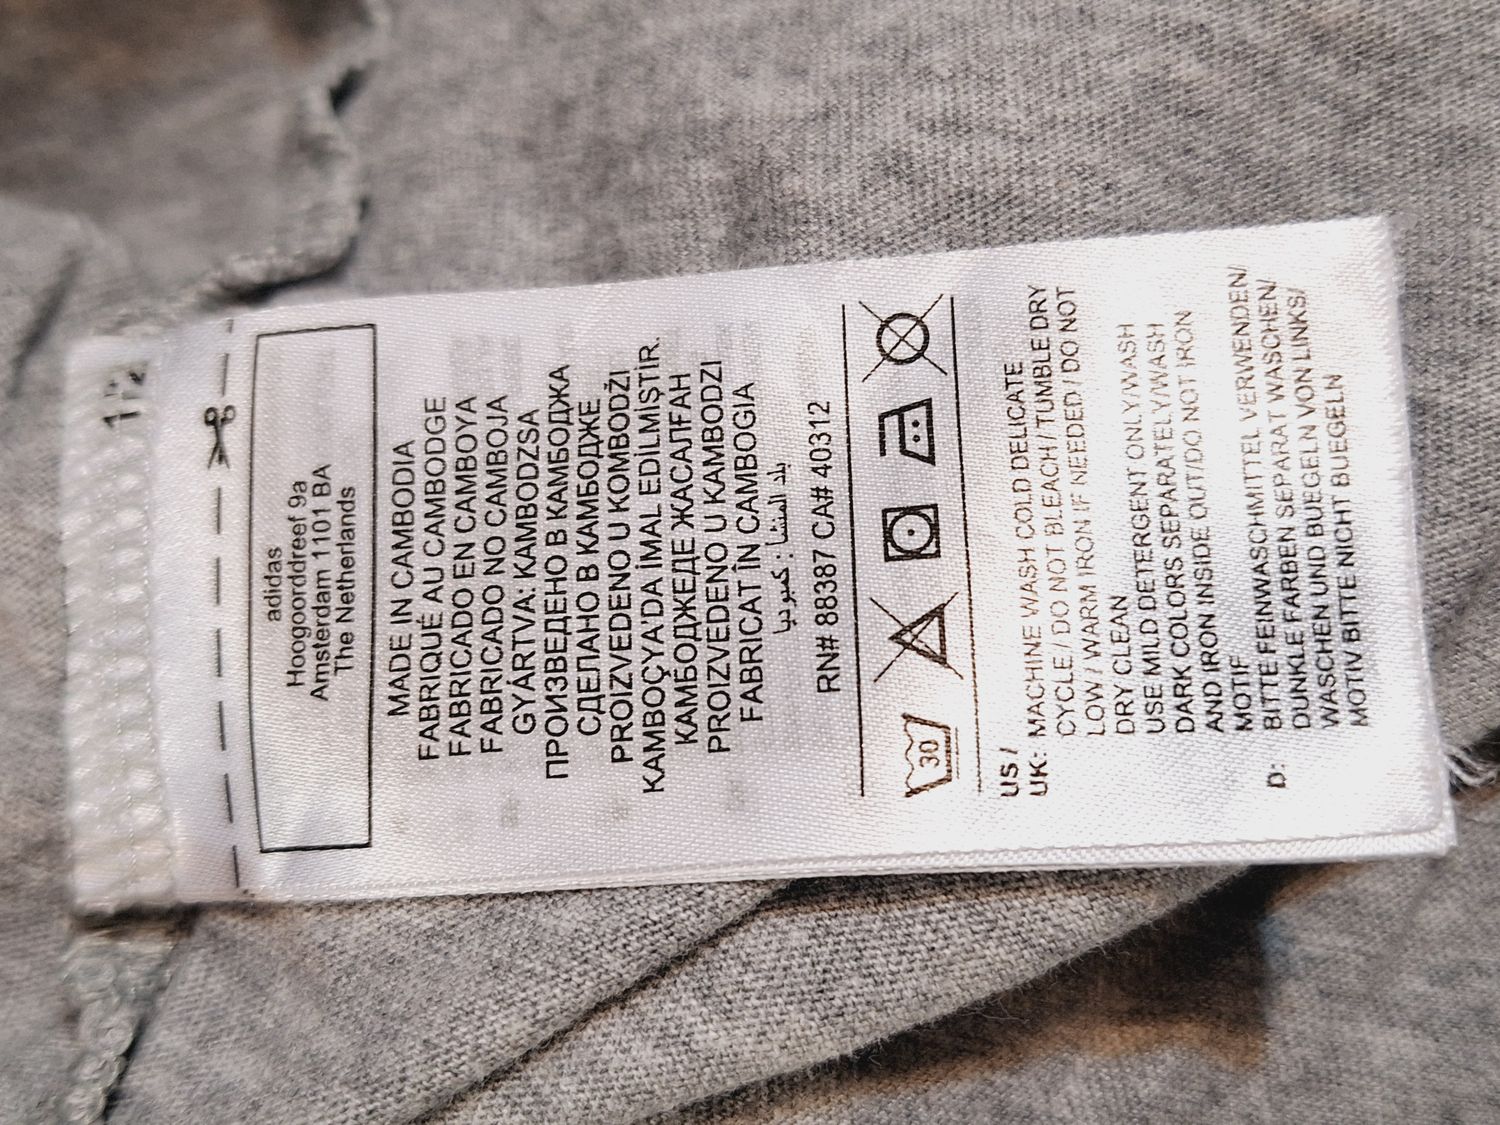 adidas
Hoogoorddreef 9a
Amsterdam 1101 BA
The Netherlands
MADE IN CAMBODIA
FABRIQUÉ AU CAMBODGE
FABRICADO EN CAMBOYA
FABRICADO NO CAMBOJA
GYÁRTVA: KAMBODZSA
ПРОИЗВЕДЕНО В КАМБОДЖА
СДЕЛАНО В КАМБОДЖЕ
PROIZVEDENO U KOMBODŽI
KAMBOÇYA'DA İMAL EDİLMİŞTİR.
КАМБОДЖЕДЕ ЖАСАЛҒАН
PROIZVEDENO U KAMBODZI
FABRICAT ÎN CAMBOGIA
بلد المنشا : كمبوديا
RN# 88387 CA# 40312
30
US /
UK: MACHINE WASH COLD DELICATE
CYCLE / DO NOT BLEACH / TUMBLE DRY
LOW / WARM IRON IF NEEDED / DO NOT
DRY CLEAN
USE MILD DETERGENT ONLY/WASH
DARK COLORS SEPARATELY/WASH
AND IRON INSIDE OUT/DO NOT IRON
MOTIF
D: BITTE FEINWASCHMITTEL VERWENDEN/
DUNKLE FARBEN SEPARAT WASCHEN/
WASCHEN UND BUEGELN VON LINKS/
MOTIV BITTE NICHT BUEGELN